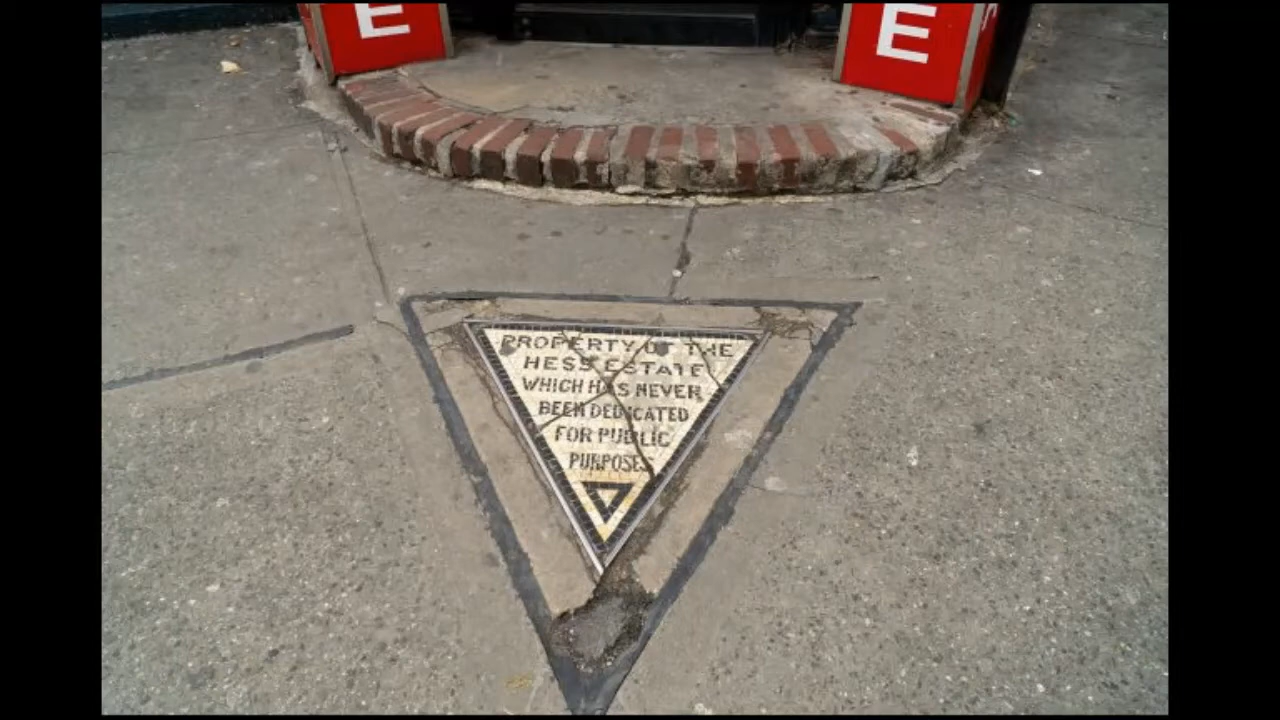 E E
PROPERTY OF THE
HESS ESTATE
WHICH HAS NEVER
BEEN DEDICATED
FOR PUBLIC
PURPOSES